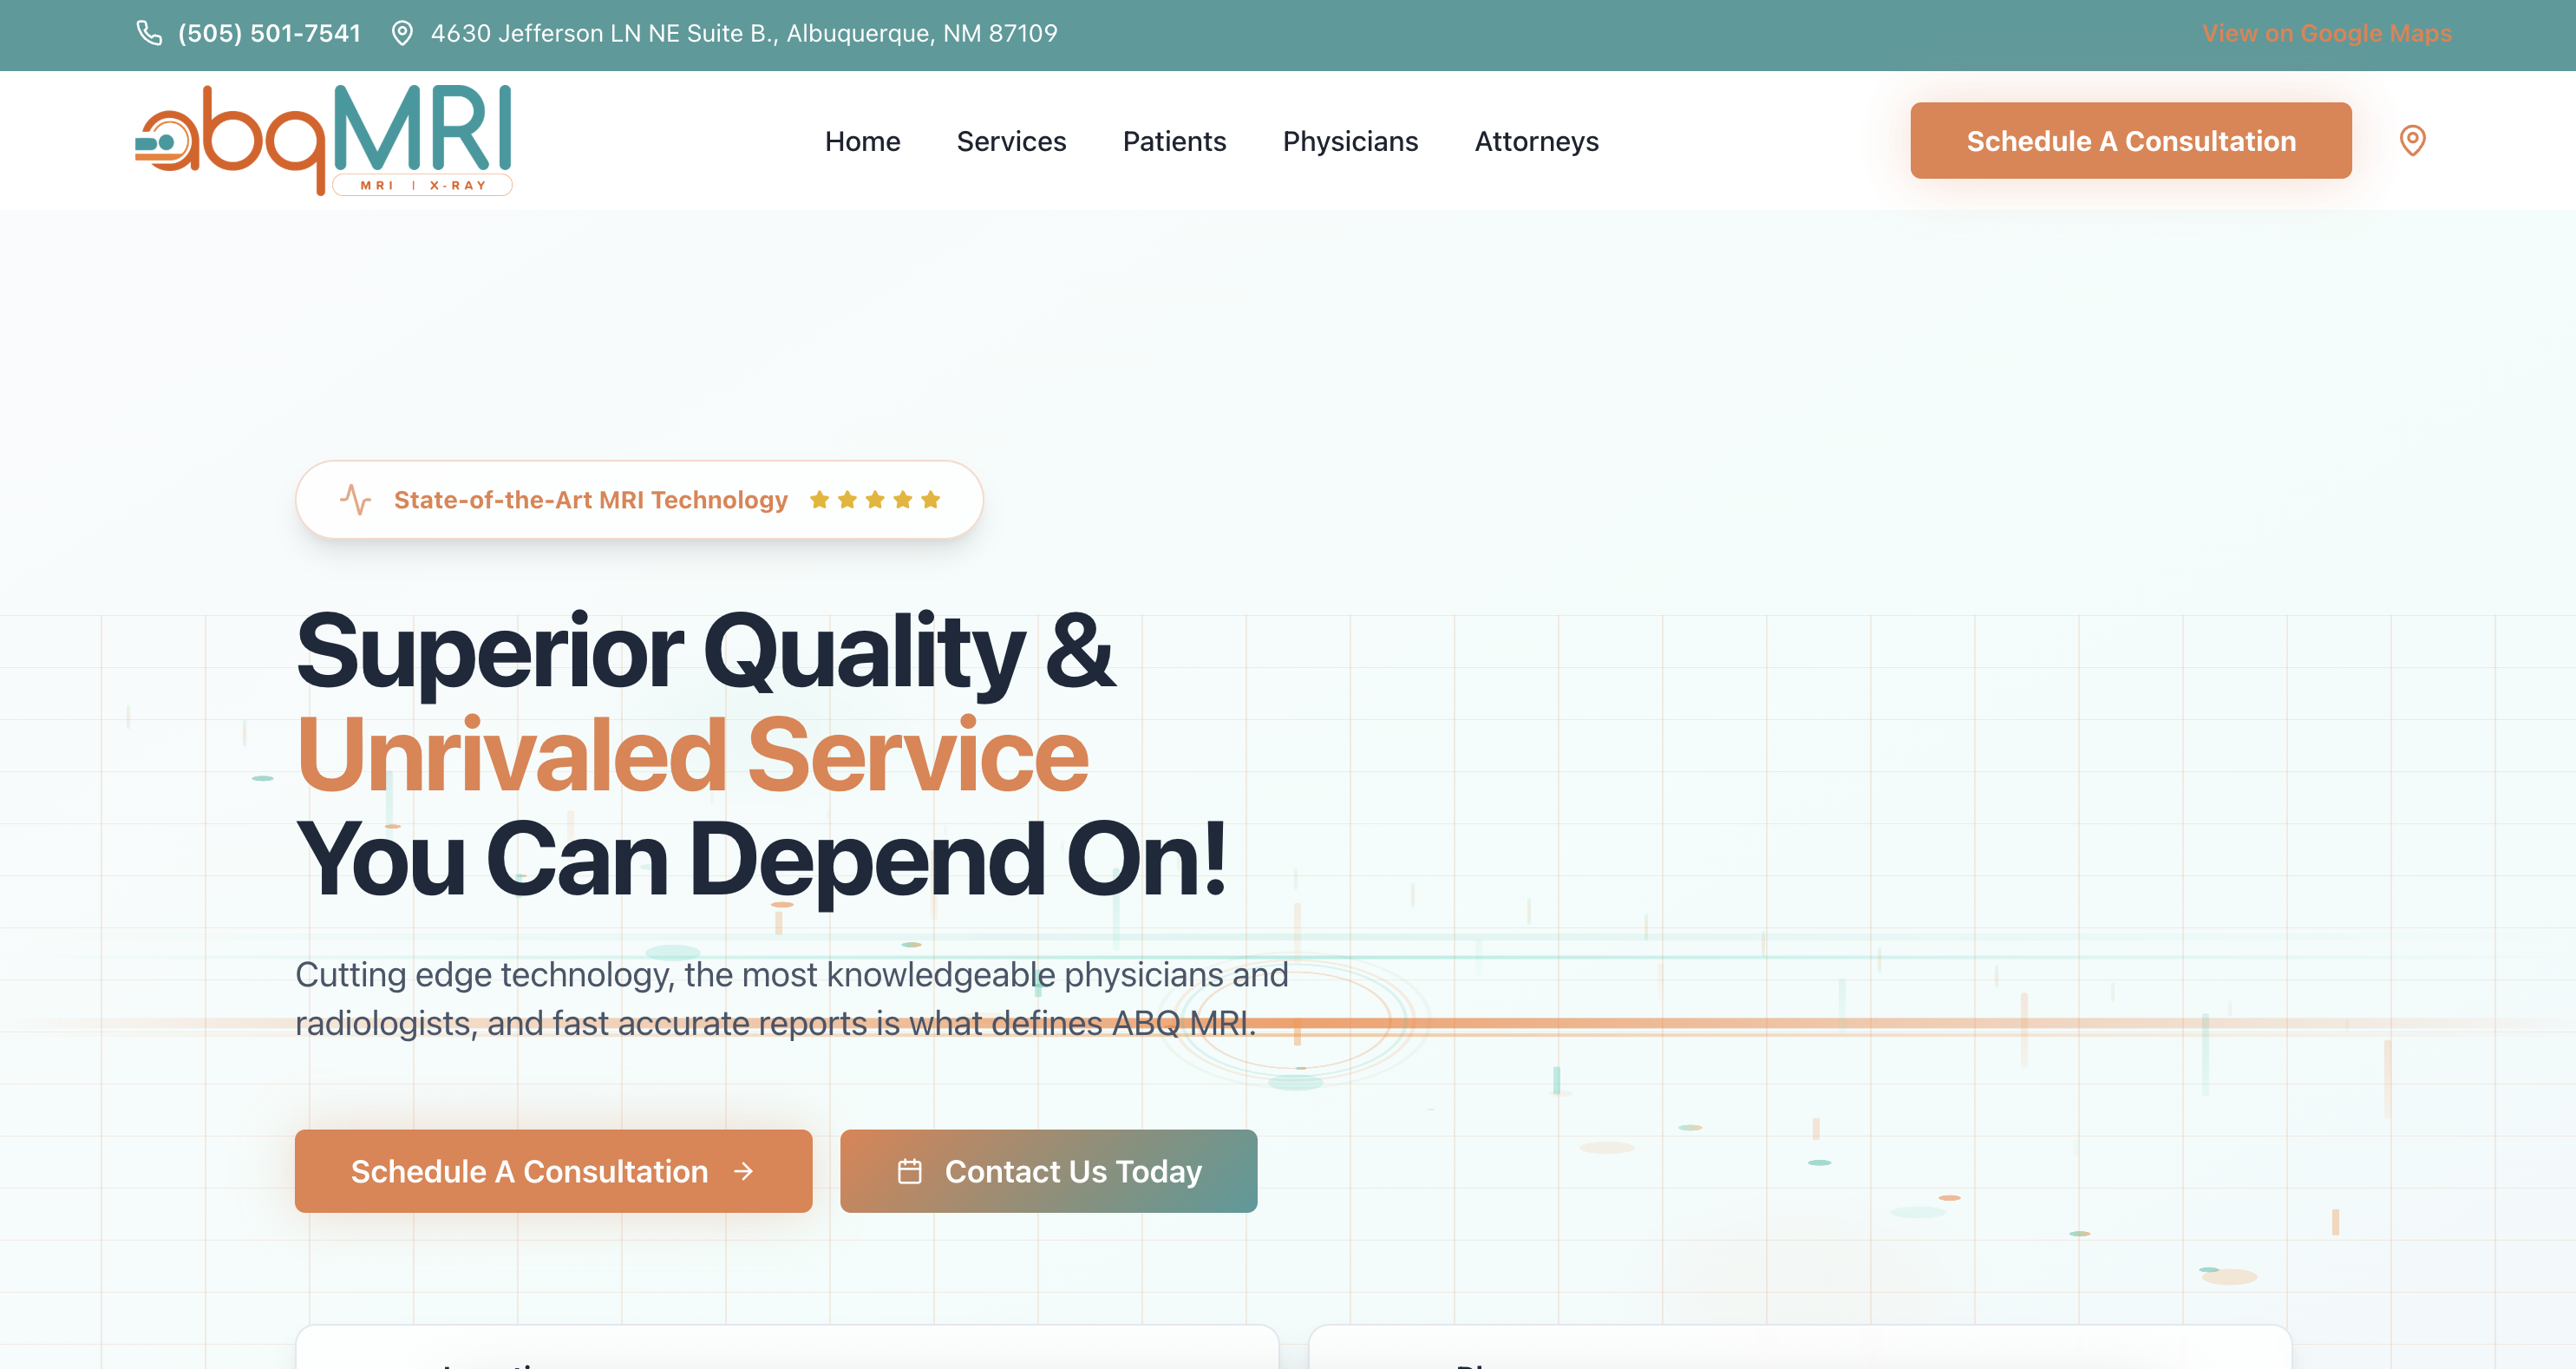 (505) 501-7541 4630 Jefferson LN NE Suite B., Albuquerque, NM 87109 View on Google Maps
abqMRI
MRI | X-RAY
Home Services Patients Physicians Attorneys Schedule A Consultation
State-of-the-Art MRI Technology
Superior Quality &
Unrivaled Service
You Can Depend On!
Cutting edge technology, the most knowledgeable physicians and
radiologists, and fast accurate reports is what defines ABQ MRI.
Schedule A Consultation Contact Us Today